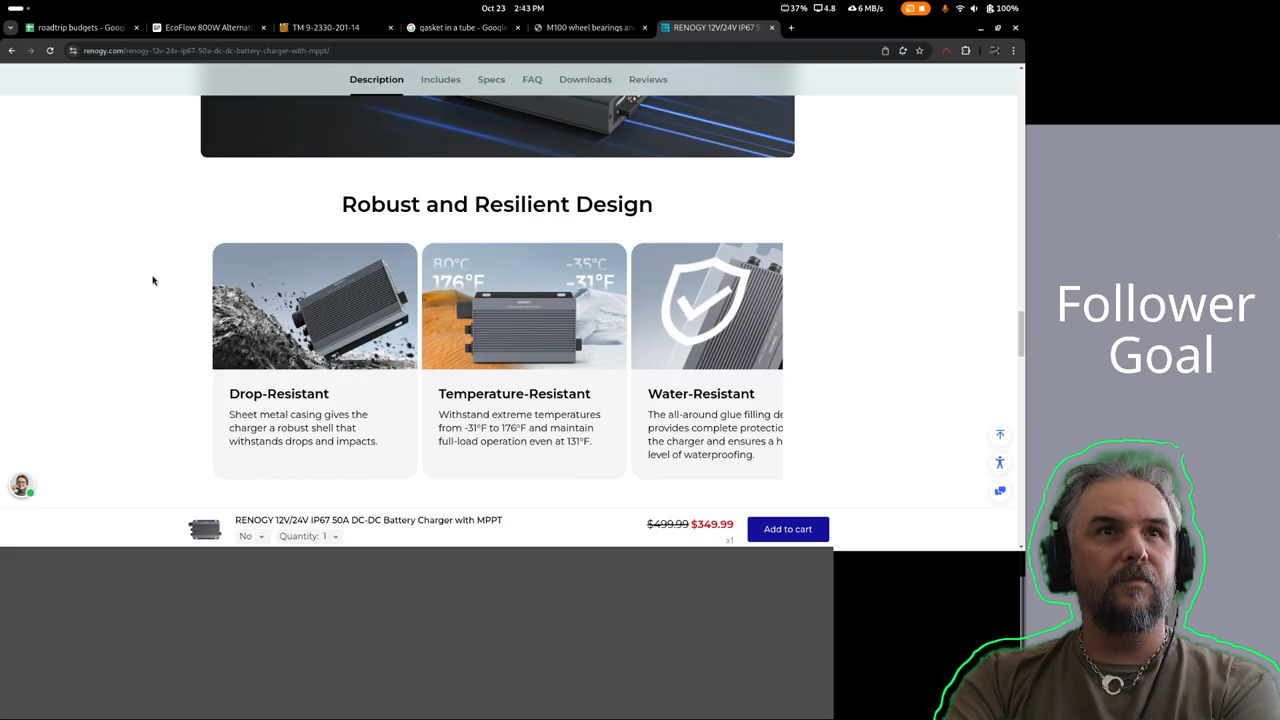 Oct 23 2:43 PM
37% 4.8 6 MB/s 100%
roadtrip budgets - Goog
EcoFlow 800W Alternat
TM 9-2330-201-14
gasket in a tube - Google
M100 wheel bearings an
RENOGY 12V/24V IP67 5
renogy.com/renogy-12v-24v-ip67-50a-dc-dc-battery-charger-with-mppt/
Description Includes Specs FAQ Downloads Reviews
Robust and Resilient Design
80°C -35°C
176°F -31°F
Drop-Resistant
Sheet metal casing gives the
charger a robust shell that
withstands drops and impacts.
Temperature-Resistant
Withstand extreme temperatures
from -31°F to 176°F and maintain
full-load operation even at 131°F.
Water-Resistant
The all-around glue filling de
provides complete protectio
the charger and ensures a h
level of waterproofing.
RENOGY 12V/24V IP67 50A DC-DC Battery Charger with MPPT
No Quantity: 1
$499.99 $349.99
x1
Add to cart
Follower
Goal